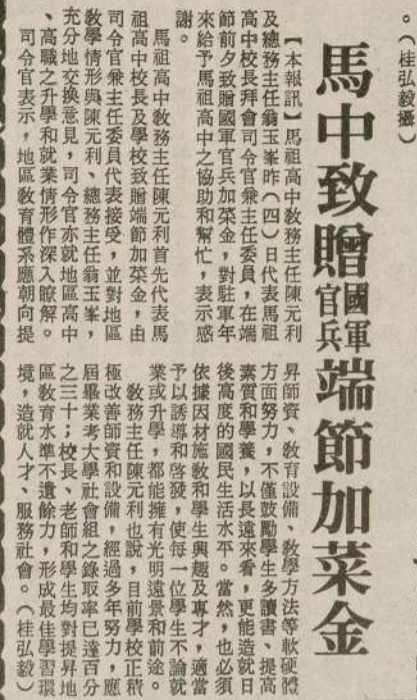 。(桂弘毅攝)
馬中致贈國軍官兵端節加菜金
【本報訊】馬祖高中敎務主任陳元利
及總務主任翁玉峯昨(四)日代表馬祖
高中校長拜會司令官兼主任委員,在端
節前夕致贈國軍官兵加菜金,對駐軍年
來給予馬祖高中之協助和幫忙,表示感
謝。
馬祖高中敎務主任陳元利首先代表馬
祖高中校長及學校致贈端節加菜金,由
司令官兼主任委員代表接受,並對地區
敎學情形與陳元利、總務主任翁玉峯,
充分地交換意見,司令官亦就地區高中
、高職之升學和就業情形作深入瞭解。
司令官表示,地區敎育體系應朝向提
昇師資、敎育設備、敎學方法等軟硬體
方面努力,不僅鼓勵學生多讀書、提高
素質和學養,以長遠來看,更能造就日
後高度的國民生活水平。當然,也必須
依據因材施敎和學生興趣及專才,適當
予以誘導和啓發,使每一位學生不論就
業或升學,都能擁有光明遠景和前途。
敎務主任陳元利也說,目前學校正積
極改善師資和設備,經過多年努力,應
屆畢業考大學社會組之錄取率已達百分
之三十;校長、老師和學生均對提昇地
區敎育水準不遺餘力,形成最佳學習環
境,造就人才、服務社會。(桂弘毅)